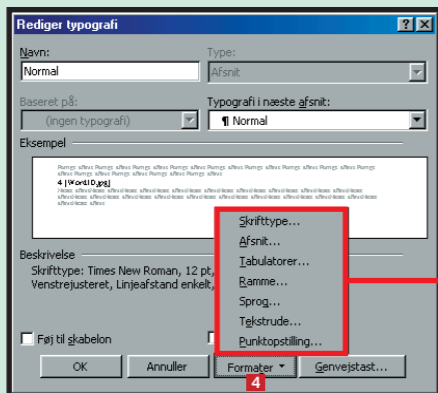 Rediger typografi
Navn:
Type:
Normal
Afsnit
Baseret på:
Typografi i næste afsnit:
(ingen typografi)
¶ Normal
Eksempel
4 [WordID.jpg]
Skrifttype...
Afsnit...
Tabulatorer...
Ramme...
Sprog...
Tekstrude...
Punktopstilling...
Beskrivelse
Skrifttype: Times New Roman, 12 pt,
Venstrejusteret, Linjeafstand enkelt,
Føj til skabelon
OK
Annuller
Formater
Genvejstast...
4